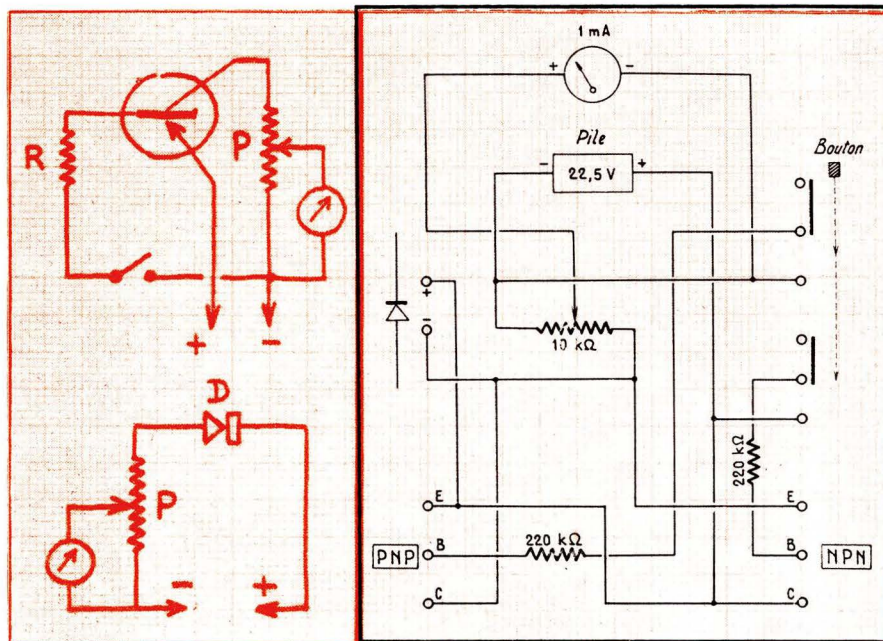 R
P
+
-
D
P
-
+
1 mA
+
-
Pile
-
22,5 V
+
Bouton
+
-
10 kΩ
220 kΩ
E
E
PNP
B
220 kΩ
B
NPN
C
C